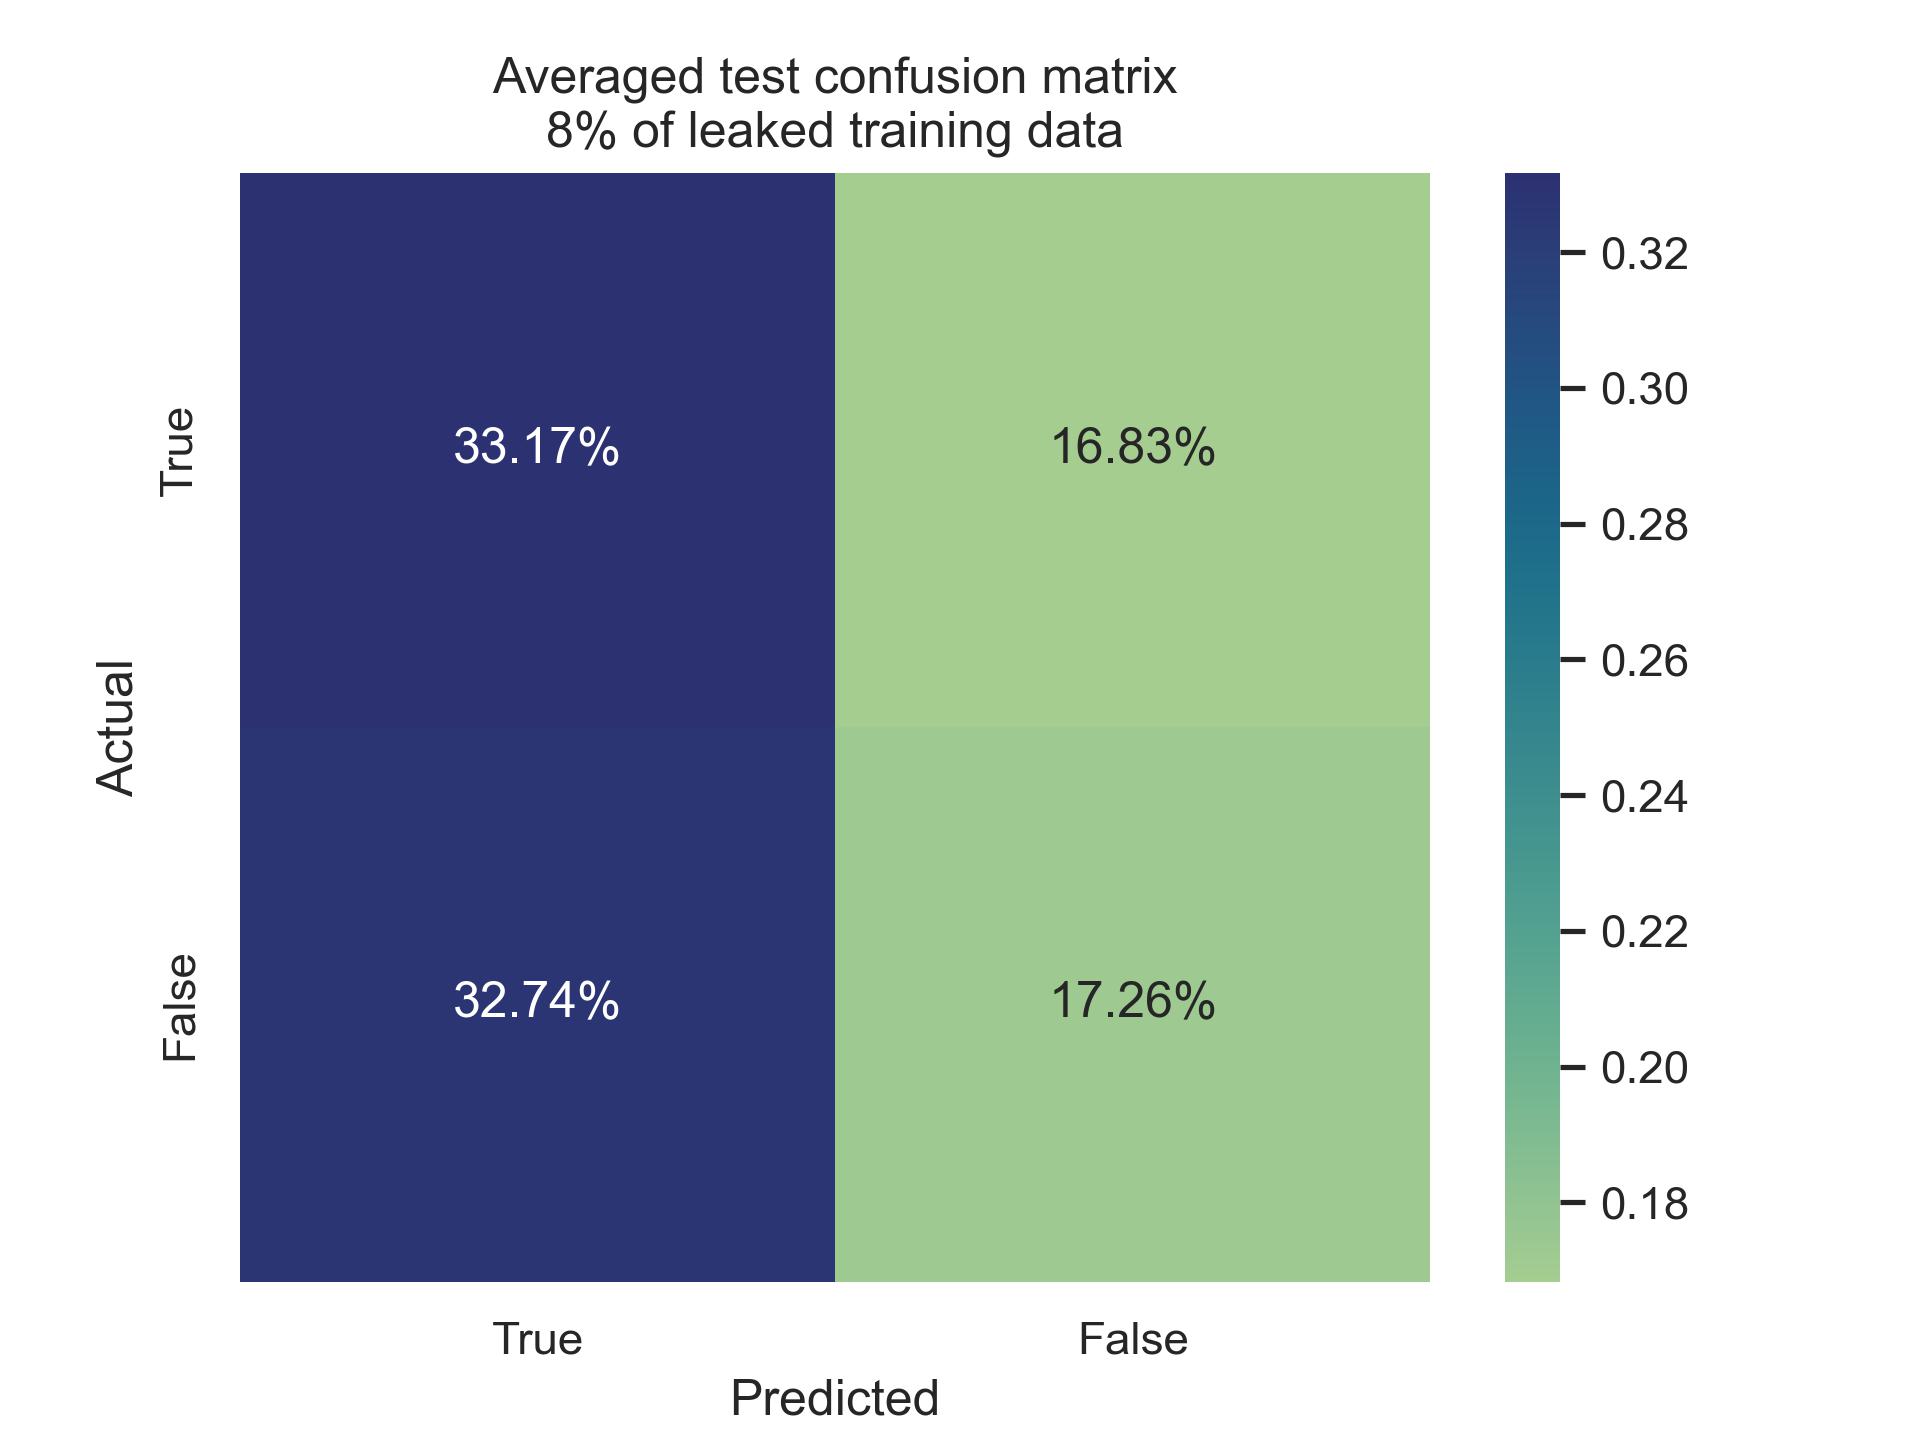 Averaged test confusion matrix
8% of leaked training data
Actual
True
33.17%
16.83%
False
32.74%
17.26%
True
False
Predicted
0.32
0.30
0.28
0.26
0.24
0.22
0.20
0.18